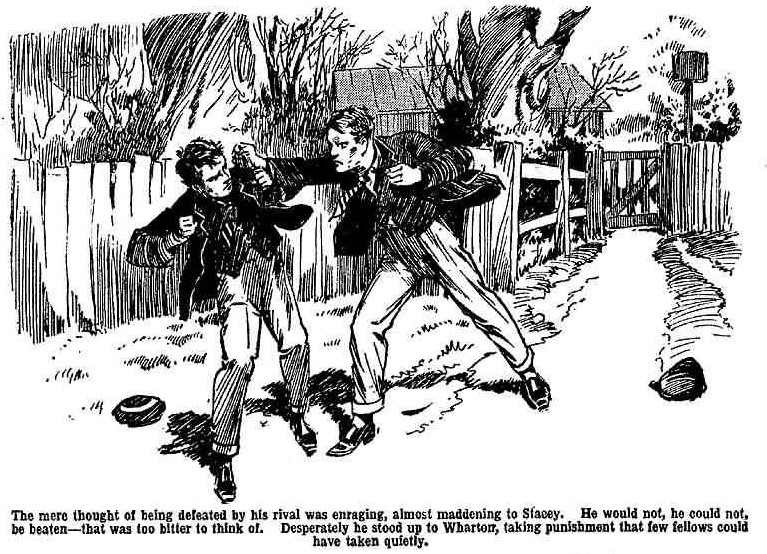 The mere thought of being defeated by his rival was enraging, almost maddening to Stacey. He would not, he could not,
be beaten—that was too bitter to think of. Desperately he stood up to Wharton, taking punishment that few fellows could
have taken quietly.